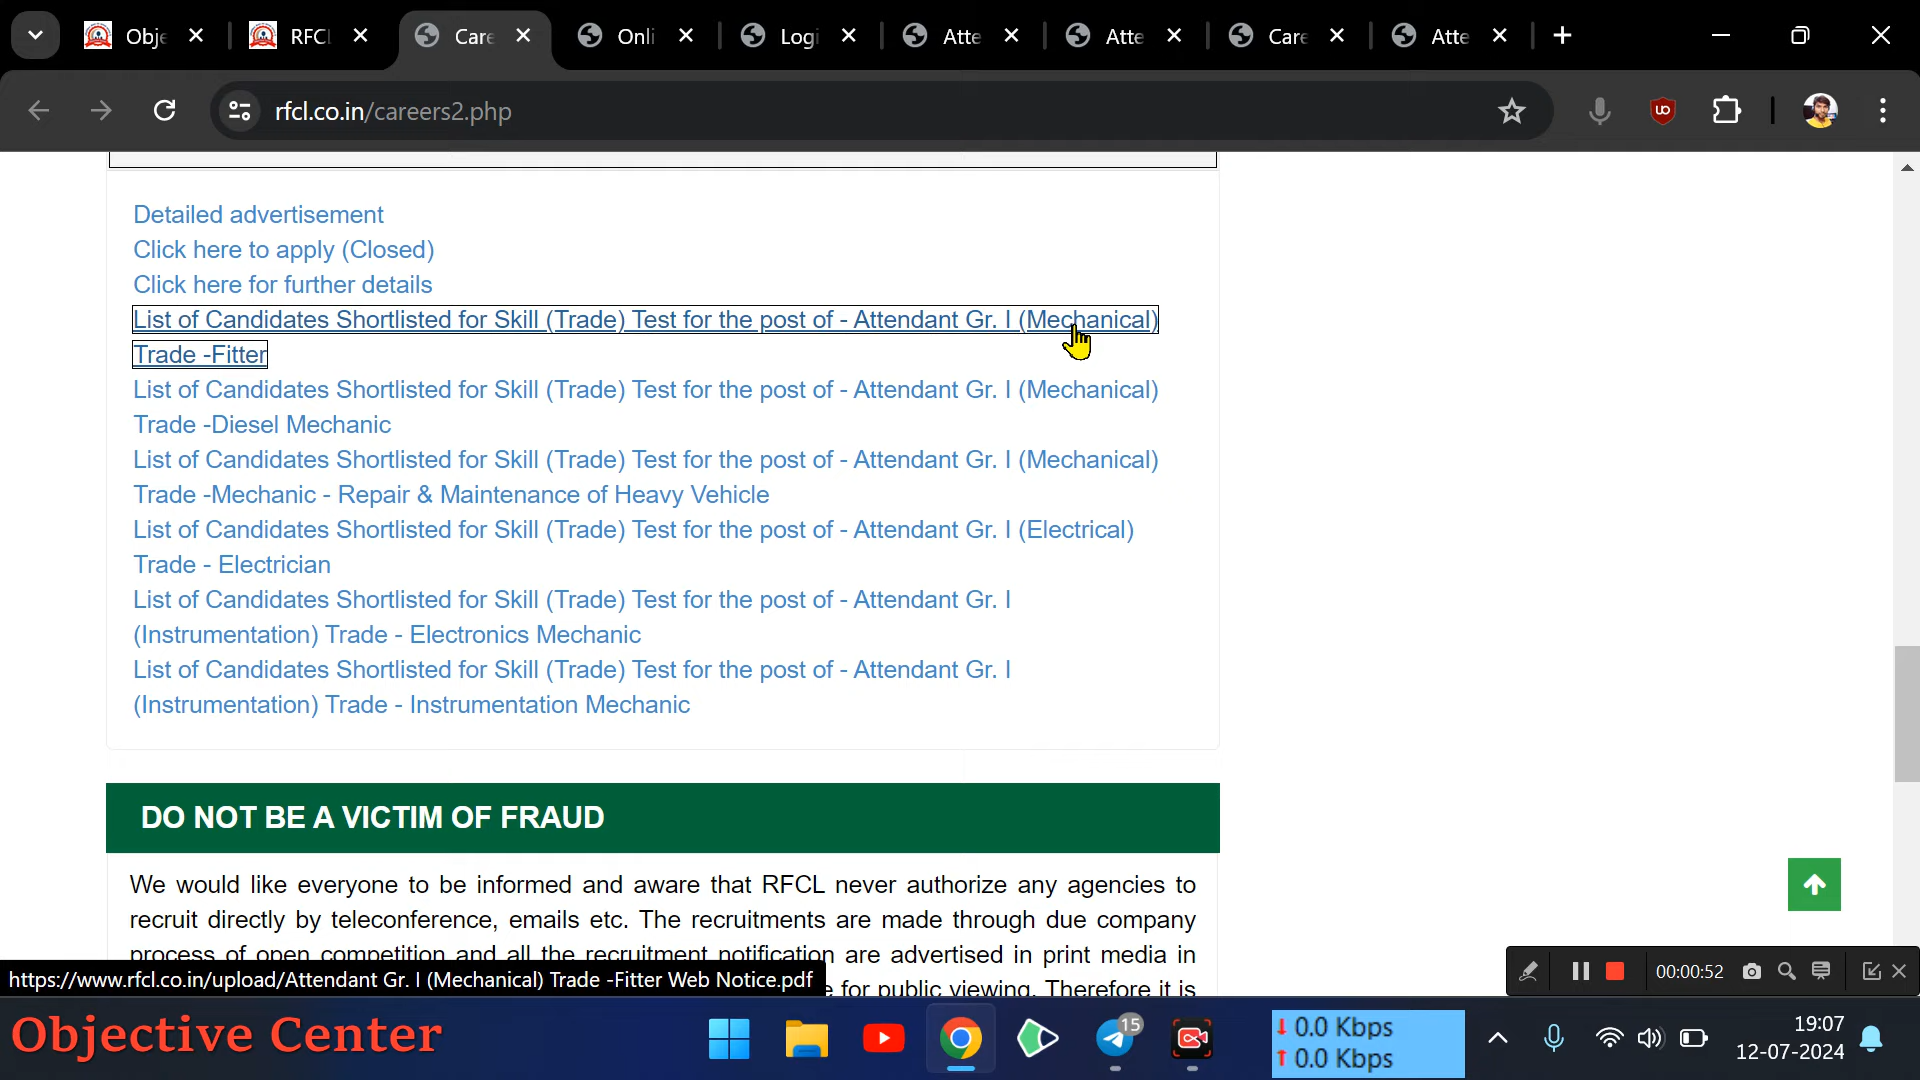 Obje
RFCL
Care
Onli
Logi
Atte
Atte
Care
Atte
rfcl.co.in/careers2.php
Detailed advertisement
Click here to apply (Closed)
Click here for further details
List of Candidates Shortlisted for Skill (Trade) Test for the post of - Attendant Gr. I (Mechanical)
Trade -Fitter
List of Candidates Shortlisted for Skill (Trade) Test for the post of - Attendant Gr. I (Mechanical)
Trade -Diesel Mechanic
List of Candidates Shortlisted for Skill (Trade) Test for the post of - Attendant Gr. I (Mechanical)
Trade -Mechanic - Repair & Maintenance of Heavy Vehicle
List of Candidates Shortlisted for Skill (Trade) Test for the post of - Attendant Gr. I (Electrical)
Trade - Electrician
List of Candidates Shortlisted for Skill (Trade) Test for the post of - Attendant Gr. I
(Instrumentation) Trade - Electronics Mechanic
List of Candidates Shortlisted for Skill (Trade) Test for the post of - Attendant Gr. I
(Instrumentation) Trade - Instrumentation Mechanic
DO NOT BE A VICTIM OF FRAUD
We would like everyone to be informed and aware that RFCL never authorize any agencies to
recruit directly by teleconference, emails etc. The recruitments are made through due company
process of open competition and all the recruitment notification are advertised in print media in
https://www.rfcl.co.in/upload/Attendant Gr. I (Mechanical) Trade -Fitter Web Notice.pdf
e for public viewing. Therefore it is
00:00:52
Objective Center
15
0.0 Kbps
0.0 Kbps
19:07
12-07-2024